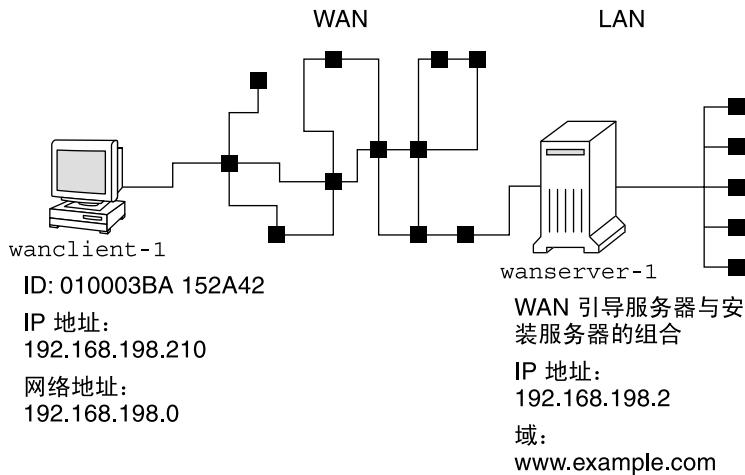 WAN
LAN
wanclient-1
ID: 010003BA 152A42
IP 地址：
192.168.198.210
网络地址：
192.168.198.0
wanserver-1
WAN 引导服务器与安
装服务器的组合
IP 地址：
192.168.198.2
域：
www.example.com